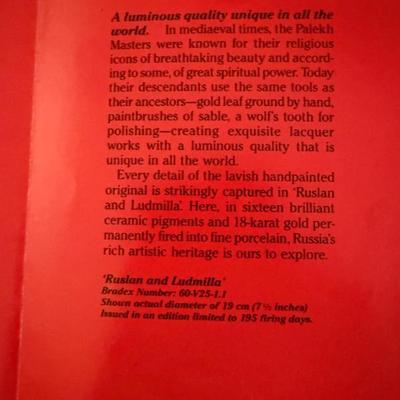 A luminous quality unique in all the
world. In mediaeval times, the Palekh
Masters were known for their religious
icons of breathtaking beauty and accord-
ing to some, of great spiritual power. Today
their descendants use the same tools as
their ancestors—gold leaf ground by hand,
paintbrushes of sable, a wolf's tooth for
polishing—creating exquisite lacquer
works with a luminous quality that is
unique in all the world.
Every detail of the lavish handpainted
original is strikingly captured in 'Ruslan
and Ludmilla'. Here, in sixteen brilliant
ceramic pigments and 18-karat gold per-
manently fired into fine porcelain, Russia's
rich artistic heritage is ours to explore.
'Ruslan and Ludmilla'
Bradex Number: 60-V25-1.1
Shown actual diameter of 19 cm (7½ inches)
Issued in an edition limited to 195 firing days.